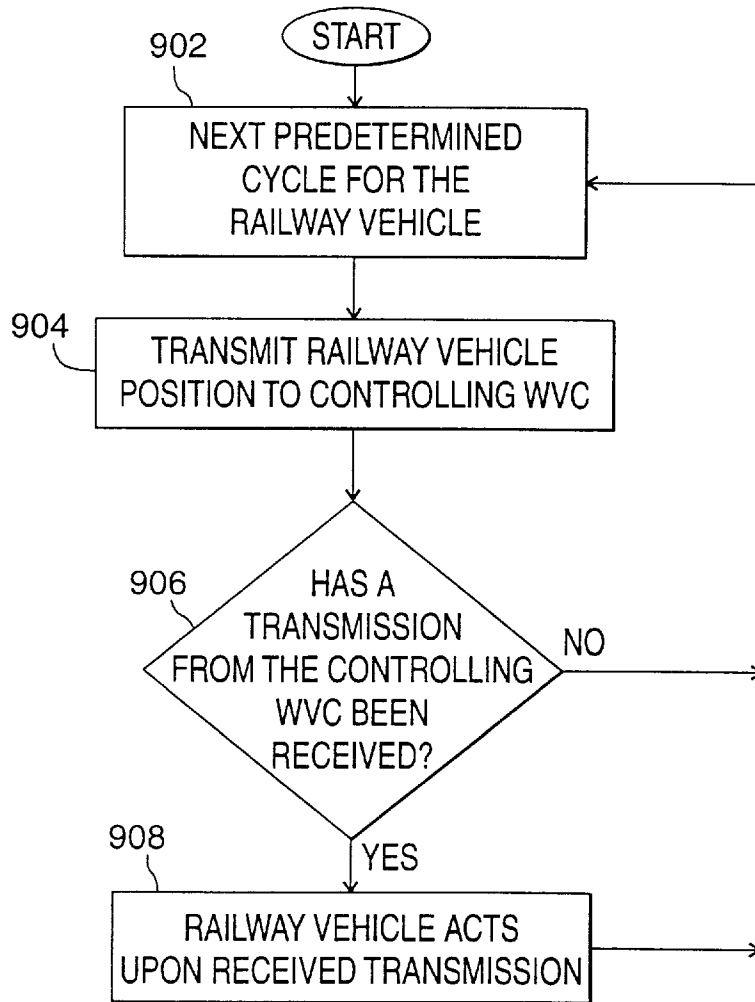 START
902
NEXT PREDETERMINED
CYCLE FOR THE
RAILWAY VEHICLE
904
TRANSMIT RAILWAY VEHICLE
POSITION TO CONTROLLING WVC
906
HAS A
TRANSMISSION
FROM THE CONTROLLING
WVC BEEN
RECEIVED?
NO
YES
908
RAILWAY VEHICLE ACTS
UPON RECEIVED TRANSMISSION